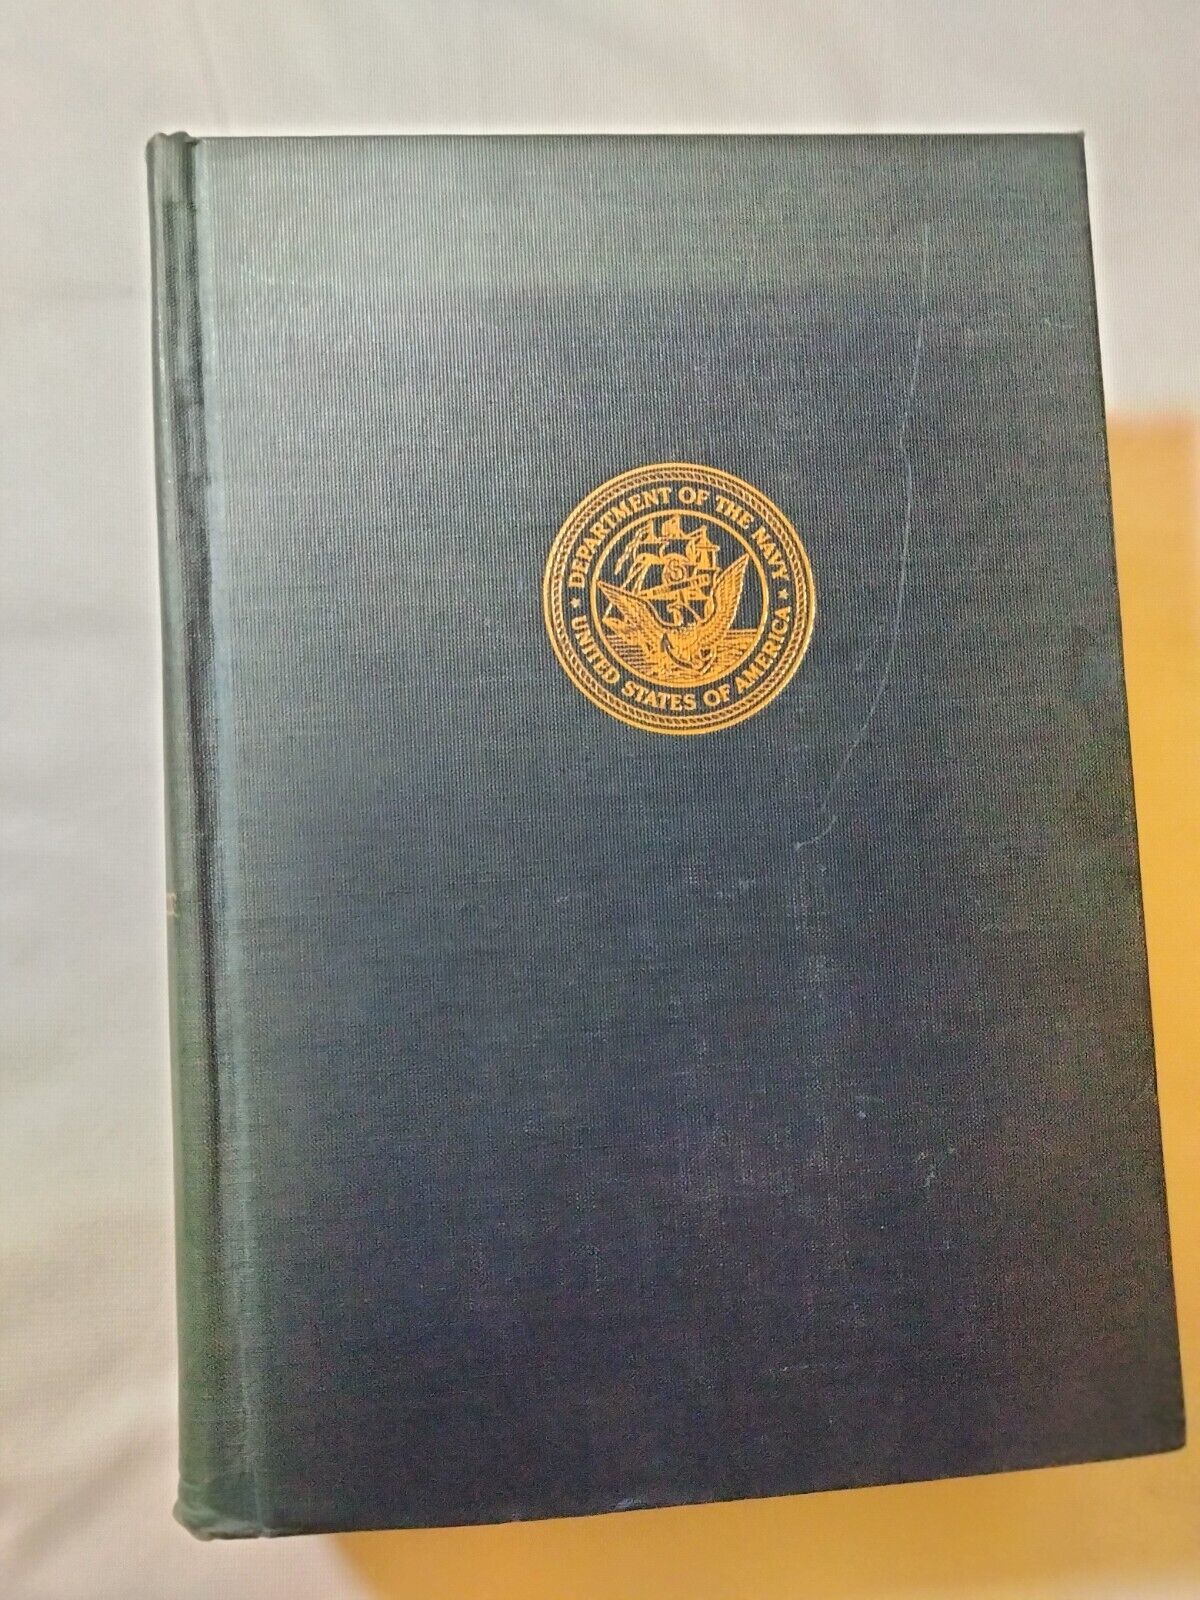 ★ DEPARTMENT OF THE NAVY ★
UNITED STATES OF AMERICA